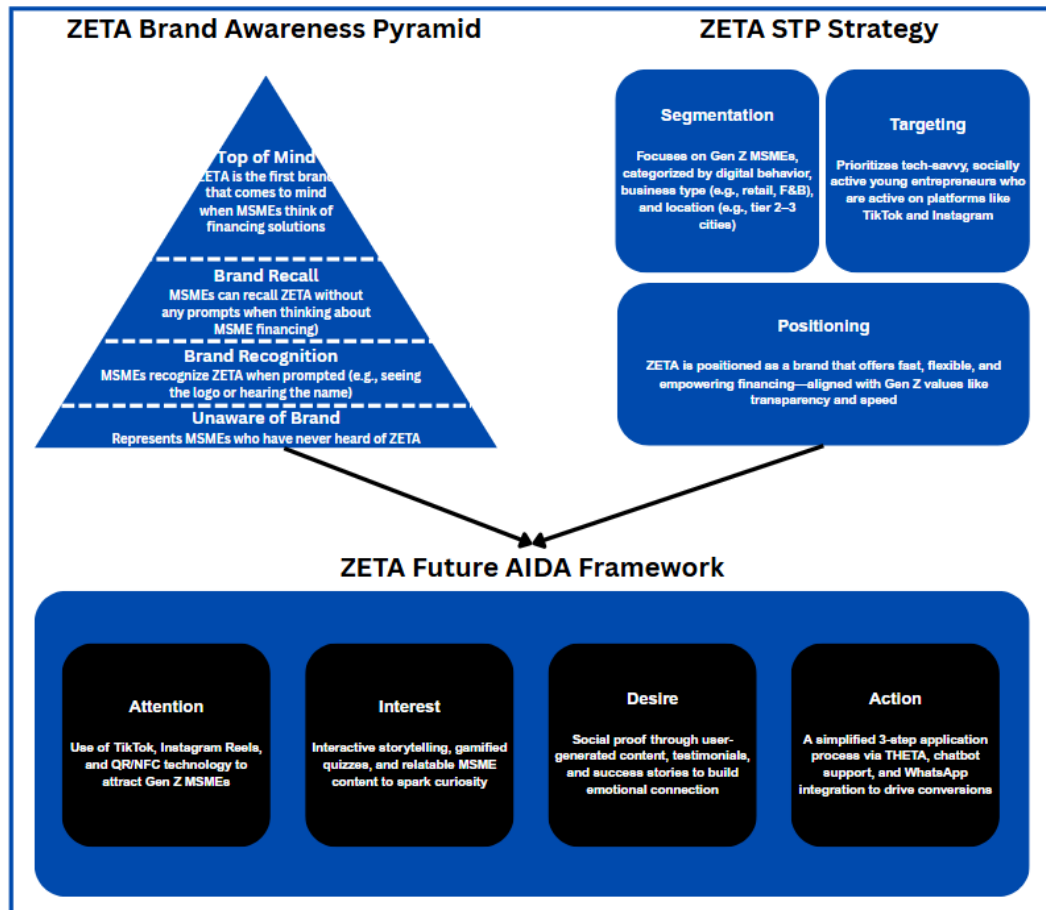 ZETA Brand Awareness Pyramid
Top of Mind
ZETA is the first brand
that comes to mind
when MSMEs think of
financing solutions
Brand Recall
MSMEs can recall ZETA without
any prompts when thinking about
MSME financing)
Brand Recognition
MSMEs recognize ZETA when prompted (e.g., seeing
the logo or hearing the name)
Unaware of Brand
Represents MSMEs who have never heard of ZETA
ZETA STP Strategy
Segmentation
Focuses on Gen Z MSMEs,
categorized by digital behavior,
business type (e.g., retail, F&B),
and location (e.g., tier 2–3
cities)
Targeting
Prioritizes tech-savvy, socially
active young entrepreneurs who
are active on platforms like
TikTok and Instagram
Positioning
ZETA is positioned as a brand that offers fast, flexible, and
empowering financing—aligned with Gen Z values like
transparency and speed
ZETA Future AIDA Framework
Attention
Use of TikTok, Instagram Reels,
and QR/NFC technology to
attract Gen Z MSMEs
Interest
Interactive storytelling, gamified
quizzes, and relatable MSME
content to spark curiosity
Desire
Social proof through user-
generated content, testimonials,
and success stories to build
emotional connection
Action
A simplified 3-step application
process via THETA, chatbot
support, and WhatsApp
integration to drive conversions